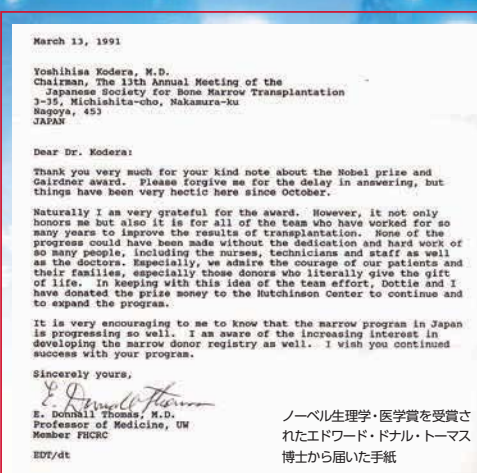 March 13, 1991
Yoshihisa Kodera, M.D.
Chairman, The 13th Annual Meeting of the
Japanese Society for Bone Marrow Transplantation
3-35, Michishita-cho, Nakamura-ku
Nagoya, 453
JAPAN
Dear Dr. Kodera:
Thank you very much for your kind note about the Nobel prize and
Gairdner award. Please forgive me for the delay in answering, but
things have been very hectic here since October.
Naturally I am very grateful for the award. However, it not only
honors me but also it is for all of the team who have worked for so
many years to improve the results of transplantation. None of the
progress could have been made without the dedication and hard work of
so many people, including the nurses, technicians and staff as well
as the doctors. Especially, we admire the courage of our patients and
their families, especially those donors who literally give the gift
of life. In keeping with this idea of the team effort, Dottie and I
have donated the prize money to the Hutchinson Center to continue and
to expand the program.
It is very encouraging to me to know that the marrow program in Japan
is progressing so well. I am aware of the increasing interest in
developing the marrow donor registry as well. I wish you continued
success with your program.
Sincerely yours,
E. Donnall Thomas
E. Donnall Thomas, M.D.
Professor of Medicine, UW
Member FHCRC
EDT/dt
ノーベル生理学・医学賞を受賞さ
れたエドワード・ドナル・トーマス
博士から届いた手紙